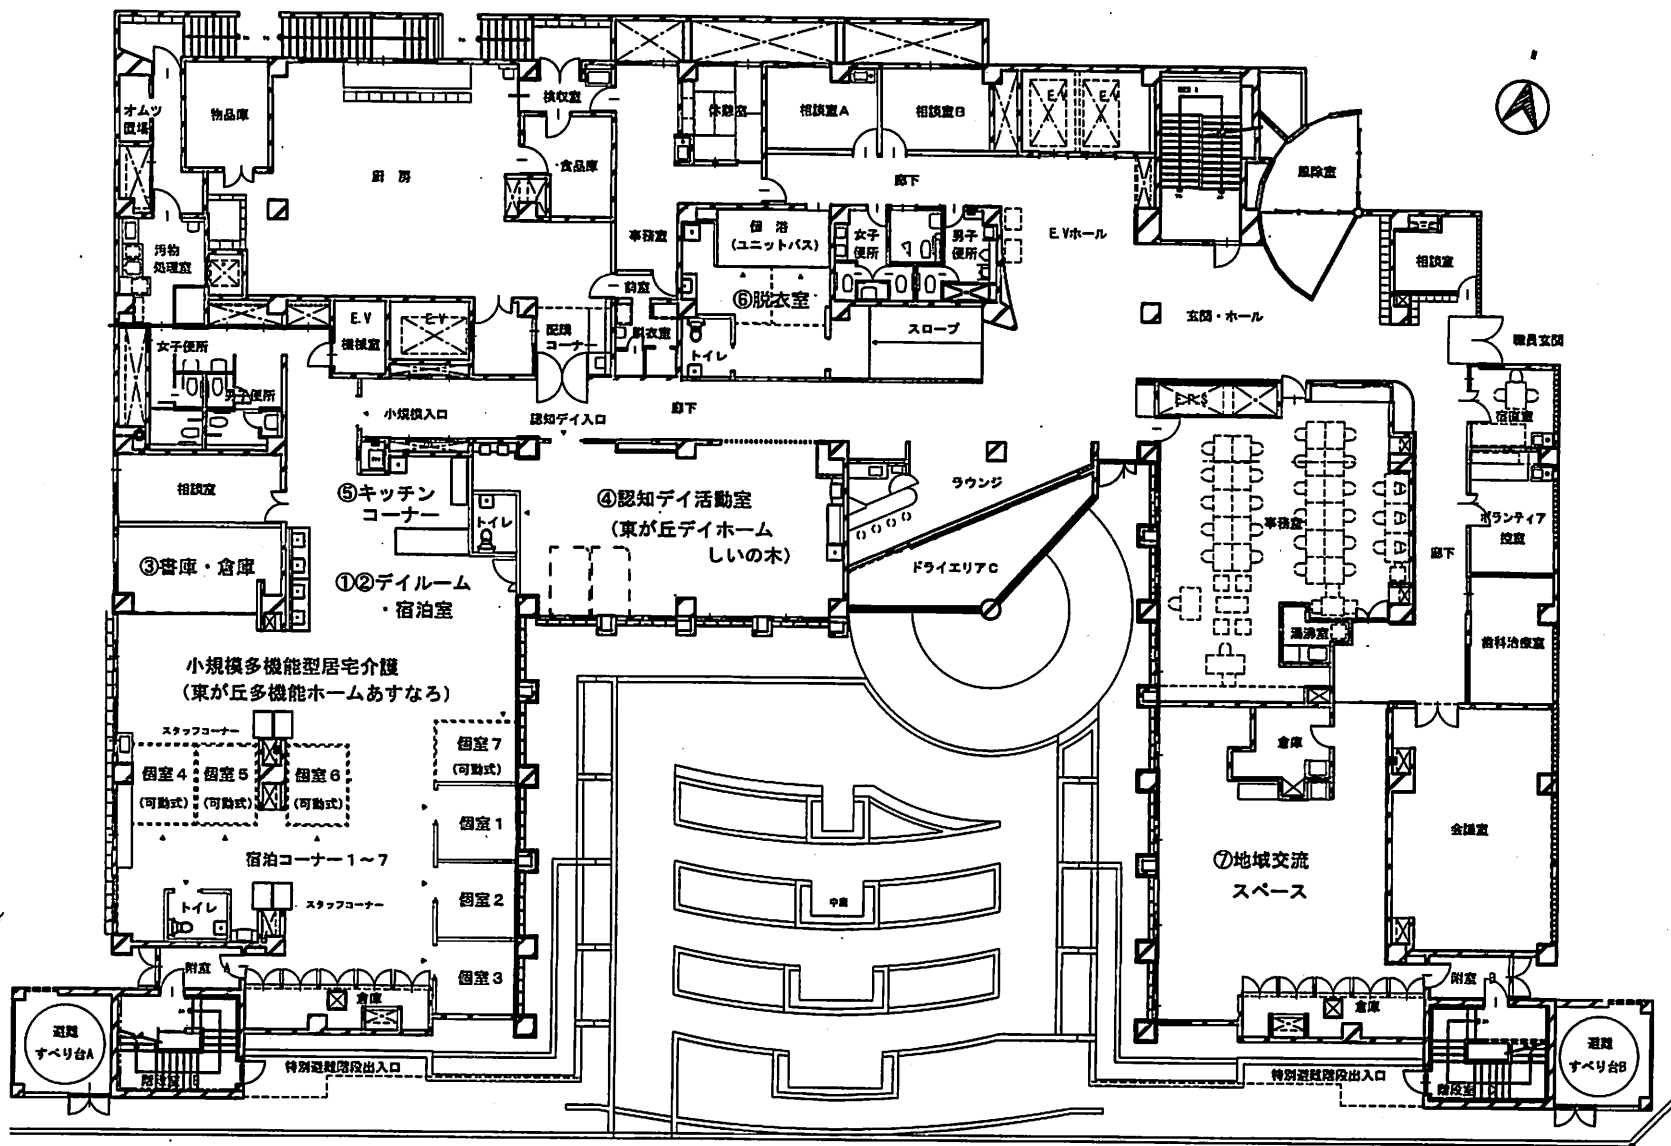 オムツ
置場
物品庫
検収室
休憩室
相談室A
相談室B
E.V
E.V
食品庫
厨房
廊下
風除室
個浴
(ユニットバス)
女子
便所
男子
便所
事務室
E.Vホール
汚物
処理室
相談室
前室
⑥脱衣室
E.V
機械室
E.V
配膳
コーナー
脱衣室
トイレ
スロープ
玄関・ホール
職員玄関
女子便所
男子便所
小規模入口
認知デイ入口
廊下
E.P.S
宿直室
相談室
⑤キッチン
コーナー
トイレ
④認知デイ活動室
(東が丘デイホーム
しいの木)
ラウンジ
事務室
ボランティア
控室
③書庫・倉庫
①②デイルーム
・宿泊室
ドライエリアC
廊下
湯沸室
歯科治療室
小規模多機能型居宅介護
(東が丘多機能ホームあすなろ)
スタッフコーナー
個室7
(可動式)
個室4
(可動式)
個室5
(可動式)
個室6
(可動式)
倉庫
個室1
会議室
宿泊コーナー1~7
⑦地域交流
スペース
トイレ
スタッフコーナー
個室2
中庭
附室 A
個室3
附室 B
倉庫
倉庫
避難
すべり台A
階段室 B
特別避難階段出入口
特別避難階段出入口
階段室 C
避難
すべり台B